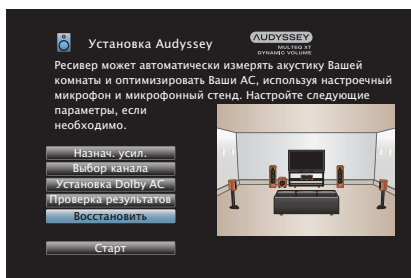 Установка Audyssey
AUDYSSEY
MULTEQ XT
DYNAMIC VOLUME
Ресивер может автоматически измерять акустику Вашей
комнаты и оптимизировать Ваши АС, используя настроечный
микрофон и микрофонный стенд. Настройте следующие
параметры, если
необходимо.
Назнач. усил.
Выбор канала
Установка Dolby АС
Проверка результатов
Восстановить
Старт